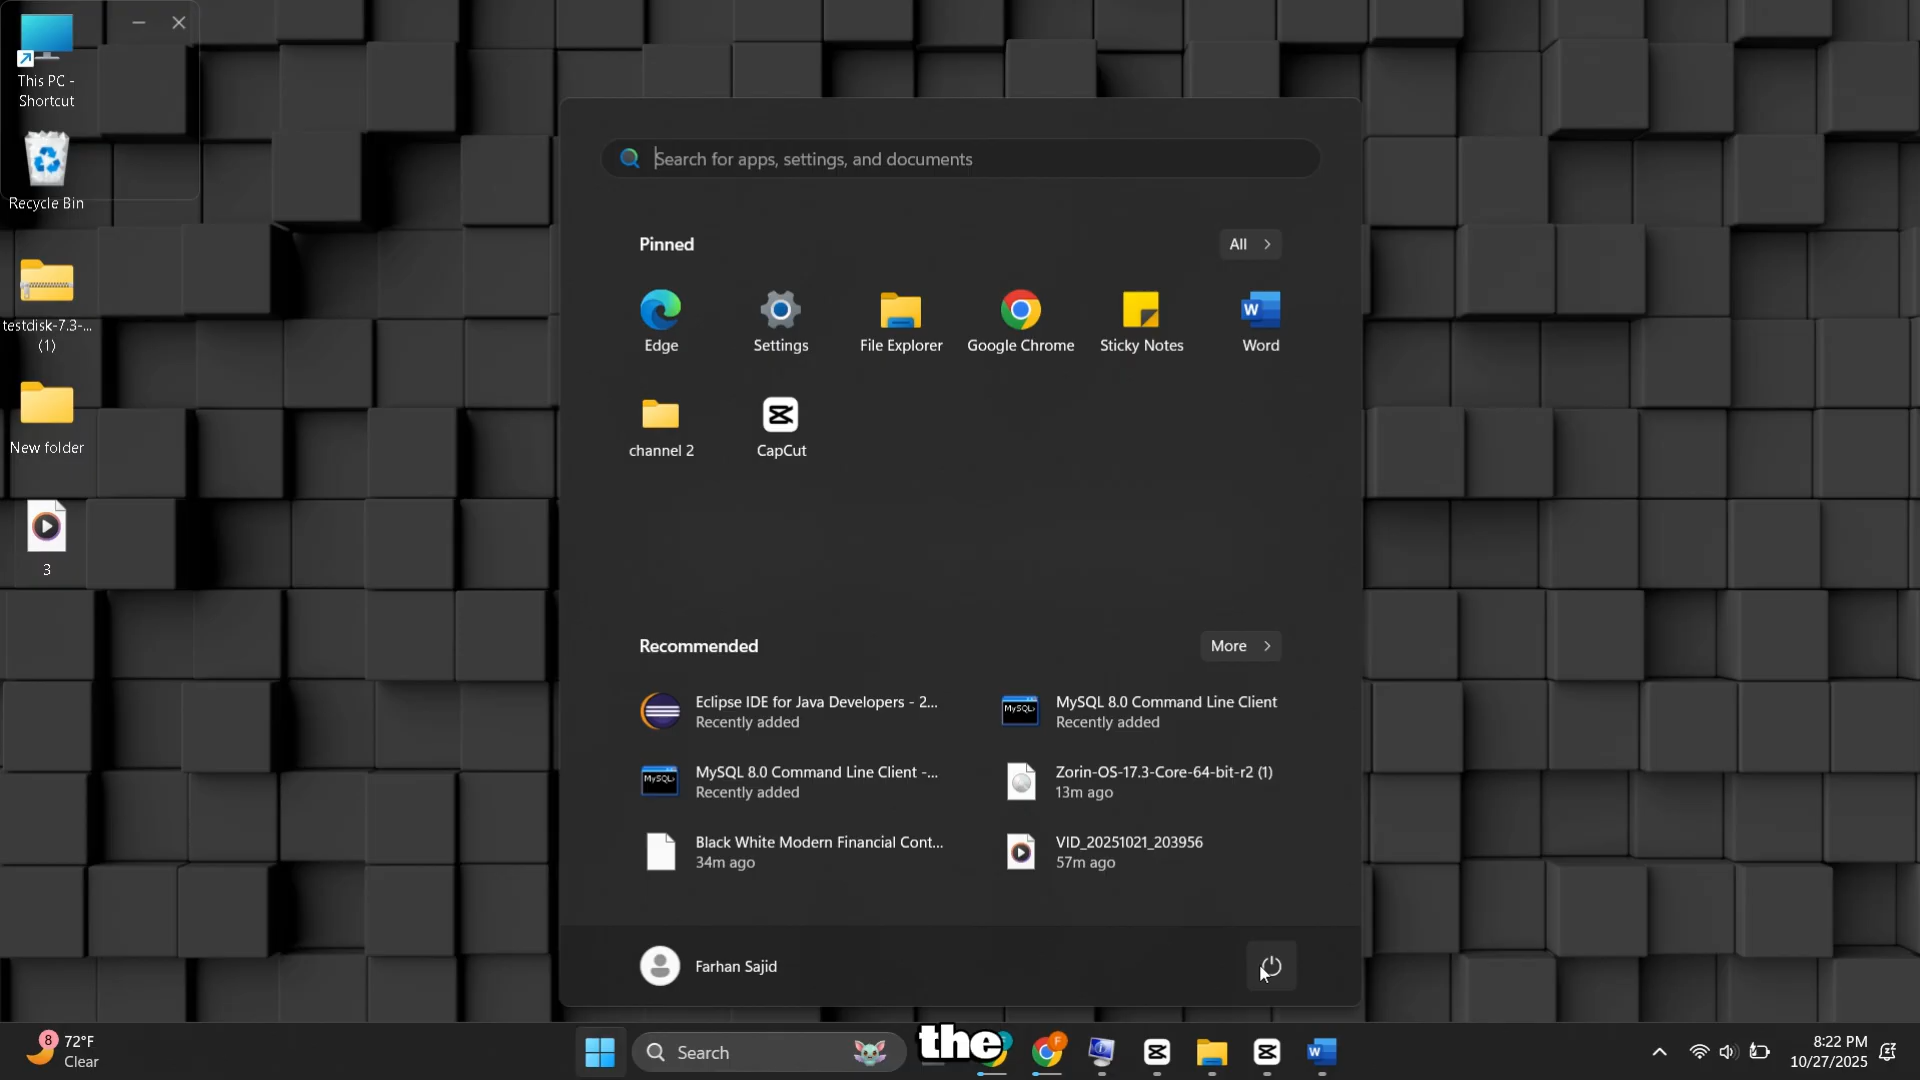 This PC -
Shortcut
Recycle Bin
testdisk-7.3-...
(1)
New folder
3
Search for apps, settings, and documents
Pinned
All
Edge
Settings
File Explorer
Google Chrome
Sticky Notes
W
Word
channel 2
CapCut
Recommended
More
Eclipse IDE for Java Developers - 2...
Recently added
MySQL>
MySQL 8.0 Command Line Client
Recently added
MySQL>
MySQL 8.0 Command Line Client -...
Recently added
Zorin-OS-17.3-Core-64-bit-r2 (1)
13m ago
Black White Modern Financial Cont...
34m ago
VID_20251021_203956
57m ago
Farhan Sajid
8
72°F
Clear
Search
the
F
W
8:22 PM
10/27/2025